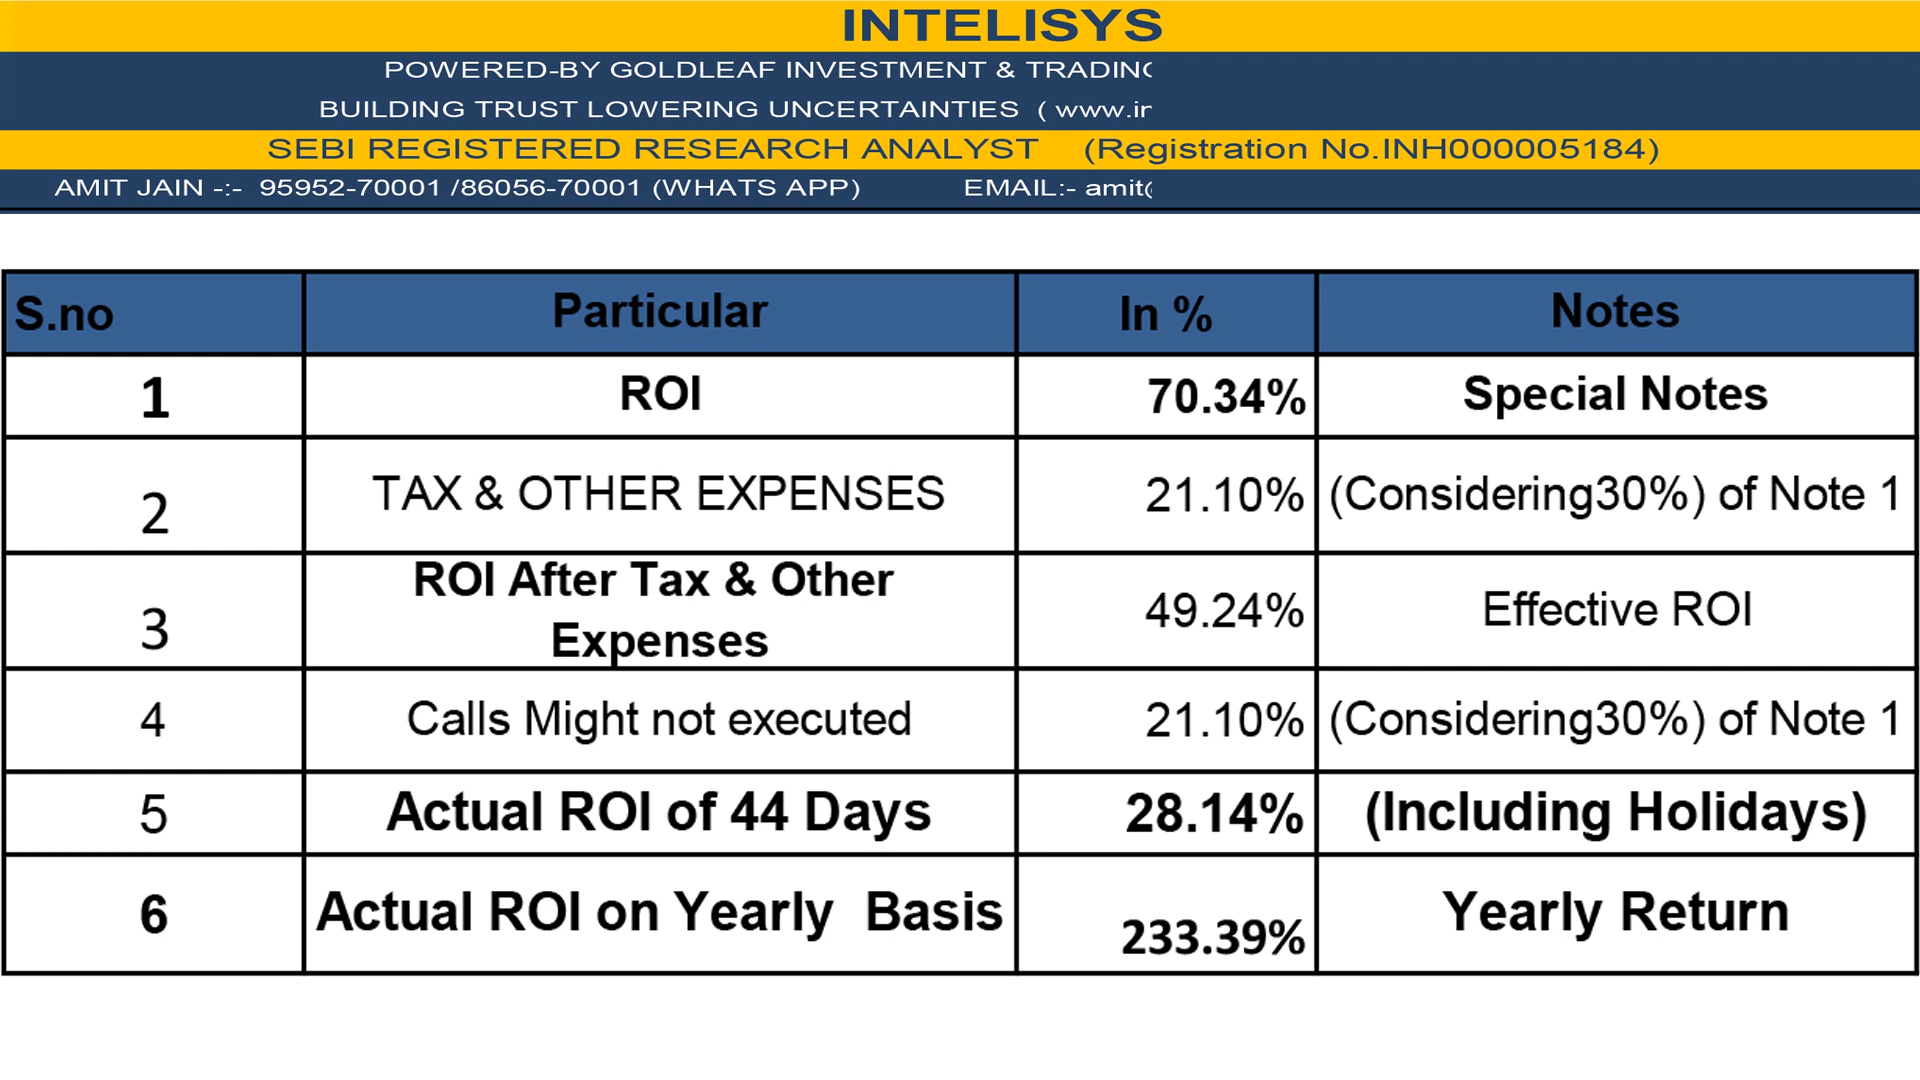 INTELISYS
POWERED-BY GOLDLEAF INVESTMENT & TRADING
BUILDING TRUST LOWERING UNCERTAINTIES ( www.in
SEBI REGISTERED RESEARCH ANALYST (Registration No.INH000005184)
AMIT JAIN -:- 95952-70001 /86056-70001 (WHATS APP) EMAIL:- amit@
S.no Particular In % Notes
1 ROI 70.34% Special Notes
2 TAX & OTHER EXPENSES 21.10% (Considering30%) of Note 1
3 ROI After Tax & Other Expenses 49.24% Effective ROI
4 Calls Might not executed 21.10% (Considering30%) of Note 1
5 Actual ROI of 44 Days 28.14% (Including Holidays)
6 Actual ROI on Yearly Basis 233.39% Yearly Return